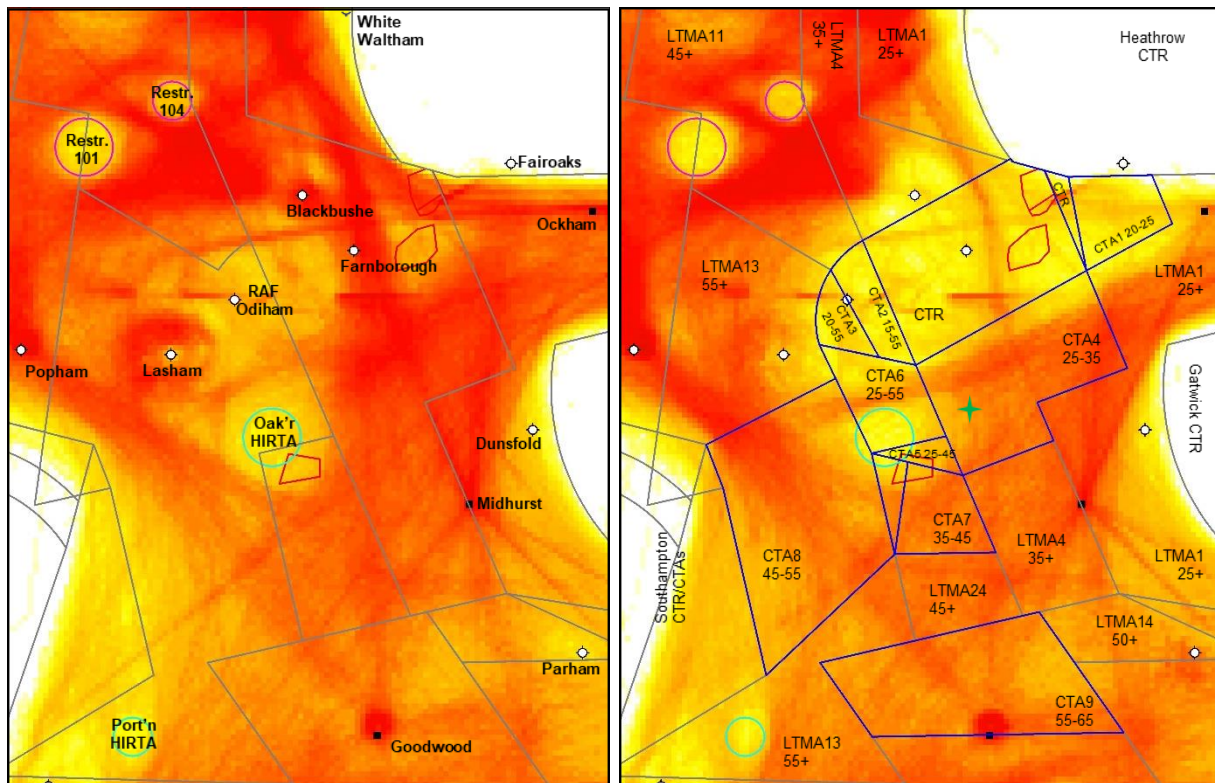 White
Waltham
Restr.
104
Restr.
101
Fairoaks
Blackbushe
Ockham
Farnborough
RAF
Odiham
Popham
Lasham
Oak'r
HIRTA
Dunsfold
Midhurst
Parham
Port'n
HIRTA
Goodwood
LTMA11
45+
LTMA4
35+
LTMA1
25+
Heathrow
CTR
CTR
CTA1 20-25
LTMA13
55+
LTMA1
25+
CTA3
20-55
CTA2 15-55
CTR
CTA4
25-35
CTA6
25-55
Gatwick CTR
CTA5 25-45
CTA7
35-45
LTMA4
35+
CTA8
45-55
Southampton
CTR/CTAs
LTMA1
25+
LTMA24
45+
LTMA14
50+
CTA9
55-65
LTMA13
55+